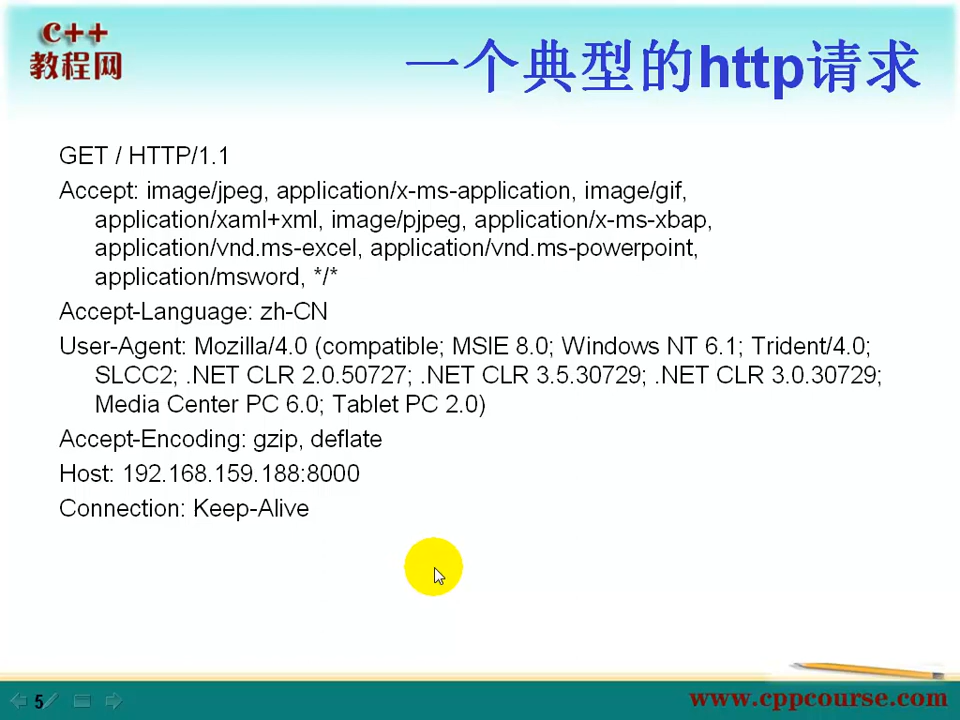 C++
教程网
一个典型的http请求
GET / HTTP/1.1
Accept: image/jpeg, application/x-ms-application, image/gif,
application/xaml+xml, image/pjpeg, application/x-ms-xbap,
application/vnd.ms-excel, application/vnd.ms-powerpoint,
application/msword, */*
Accept-Language: zh-CN
User-Agent: Mozilla/4.0 (compatible; MSIE 8.0; Windows NT 6.1; Trident/4.0;
SLCC2; .NET CLR 2.0.50727; .NET CLR 3.5.30729; .NET CLR 3.0.30729;
Media Center PC 6.0; Tablet PC 2.0)
Accept-Encoding: gzip, deflate
Host: 192.168.159.188:8000
Connection: Keep-Alive
5
www.cppcourse.com